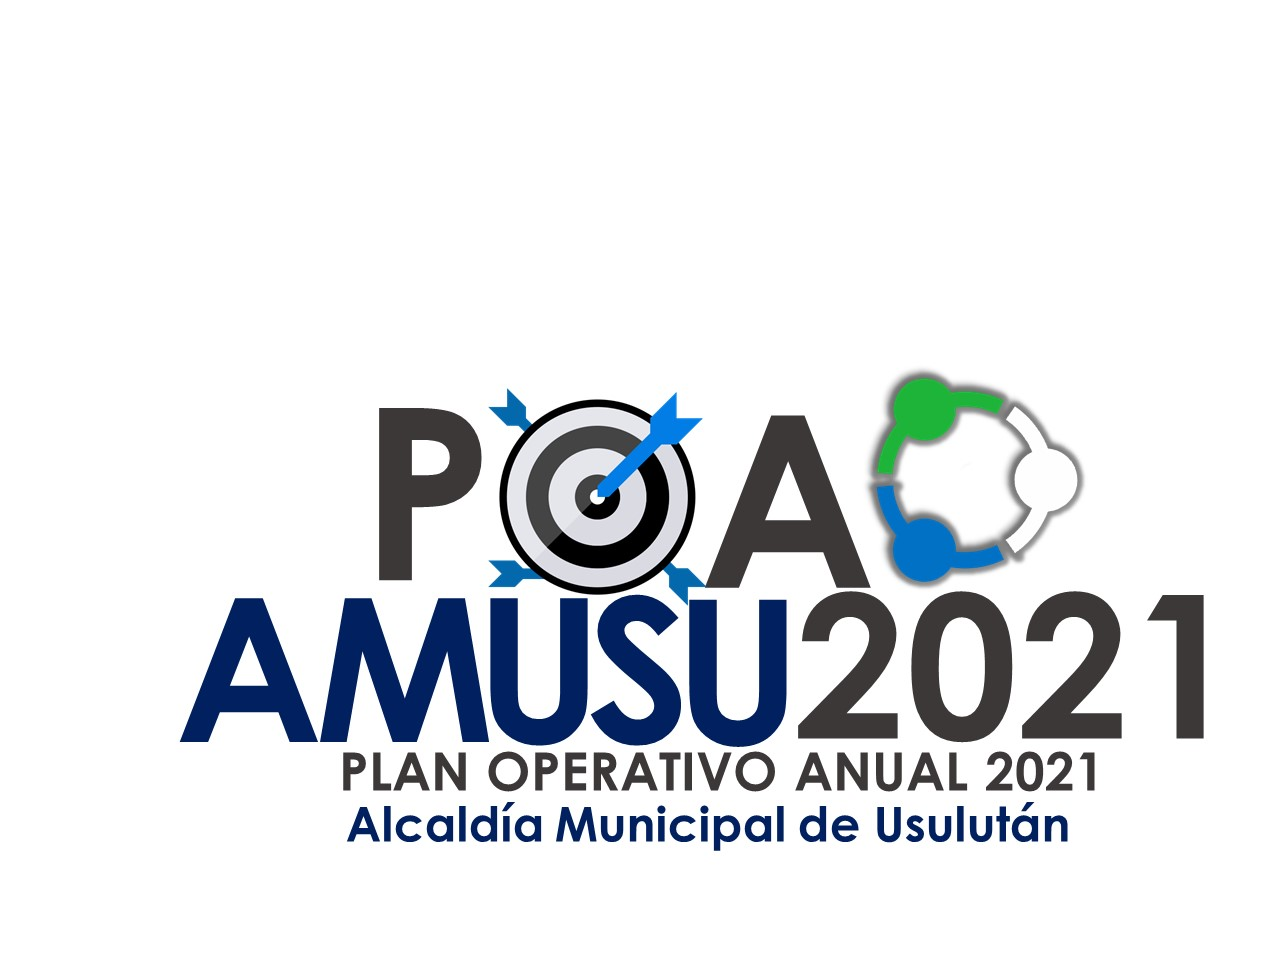 POA
AMUSU2021
PLAN OPERATIVO ANUAL 2021
Alcaldía Municipal de Usulután